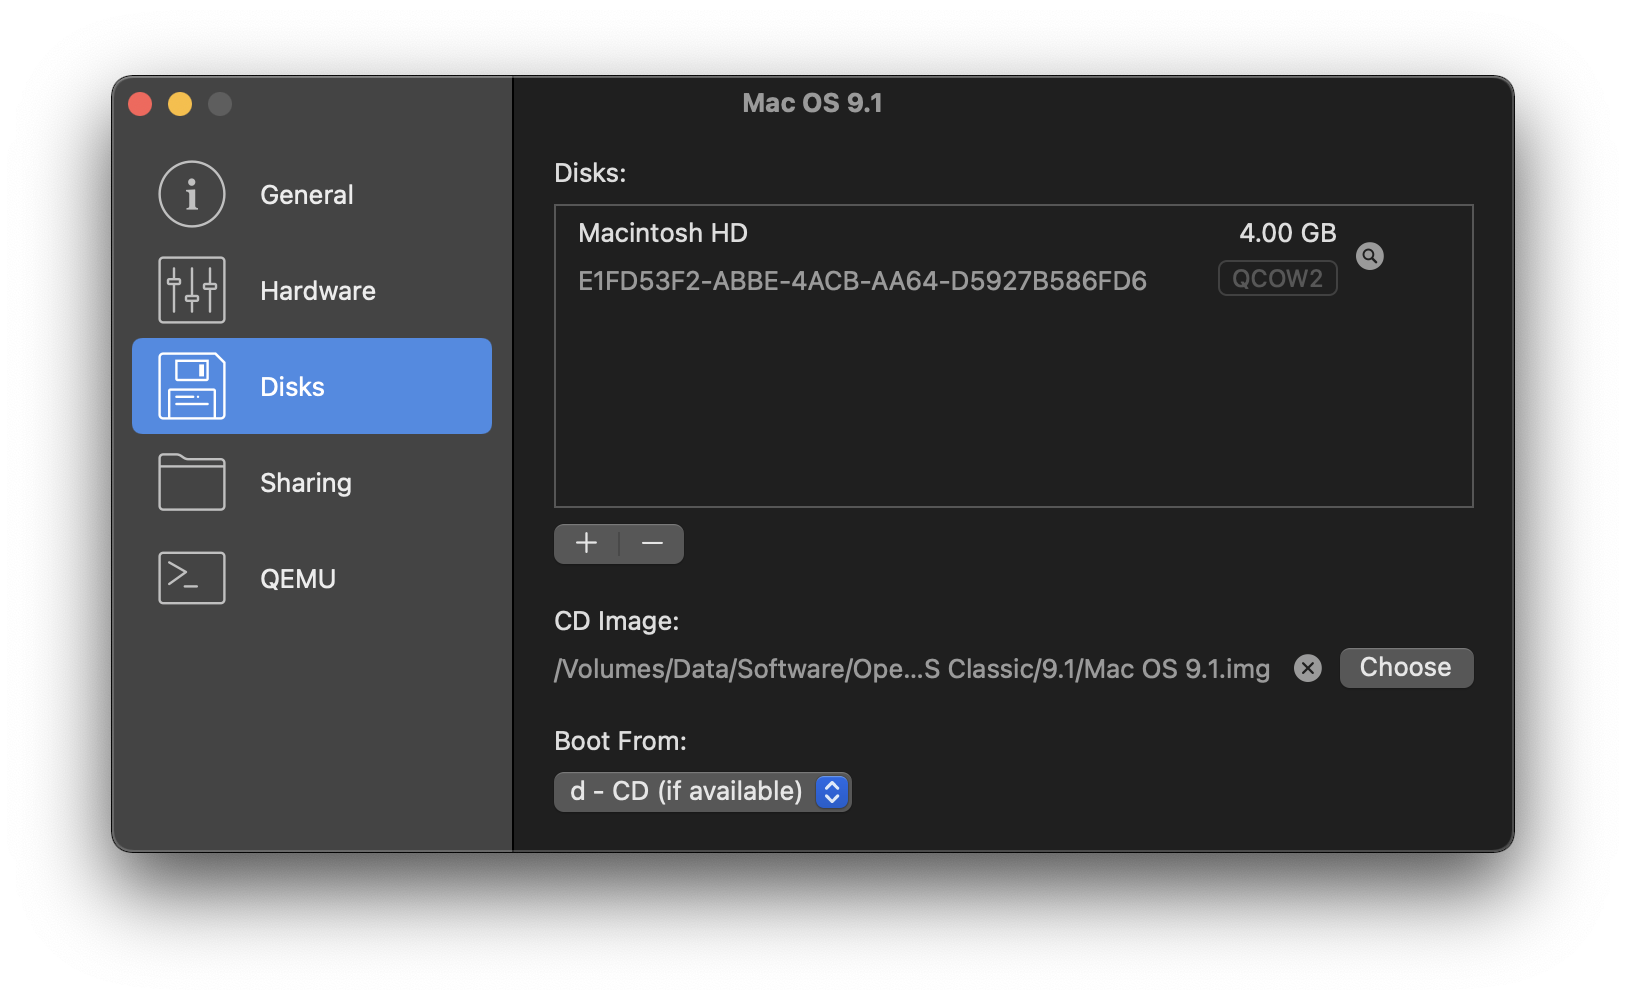 Mac OS 9.1
General
Hardware
Disks
Sharing
QEMU
Disks:
Macintosh HD 4.00 GB
E1FD53F2-ABBE-4ACB-AA64-D5927B586FD6 QCOW2
CD Image:
/Volumes/Data/Software/Ope...S Classic/9.1/Mac OS 9.1.img Choose
Boot From:
d - CD (if available)